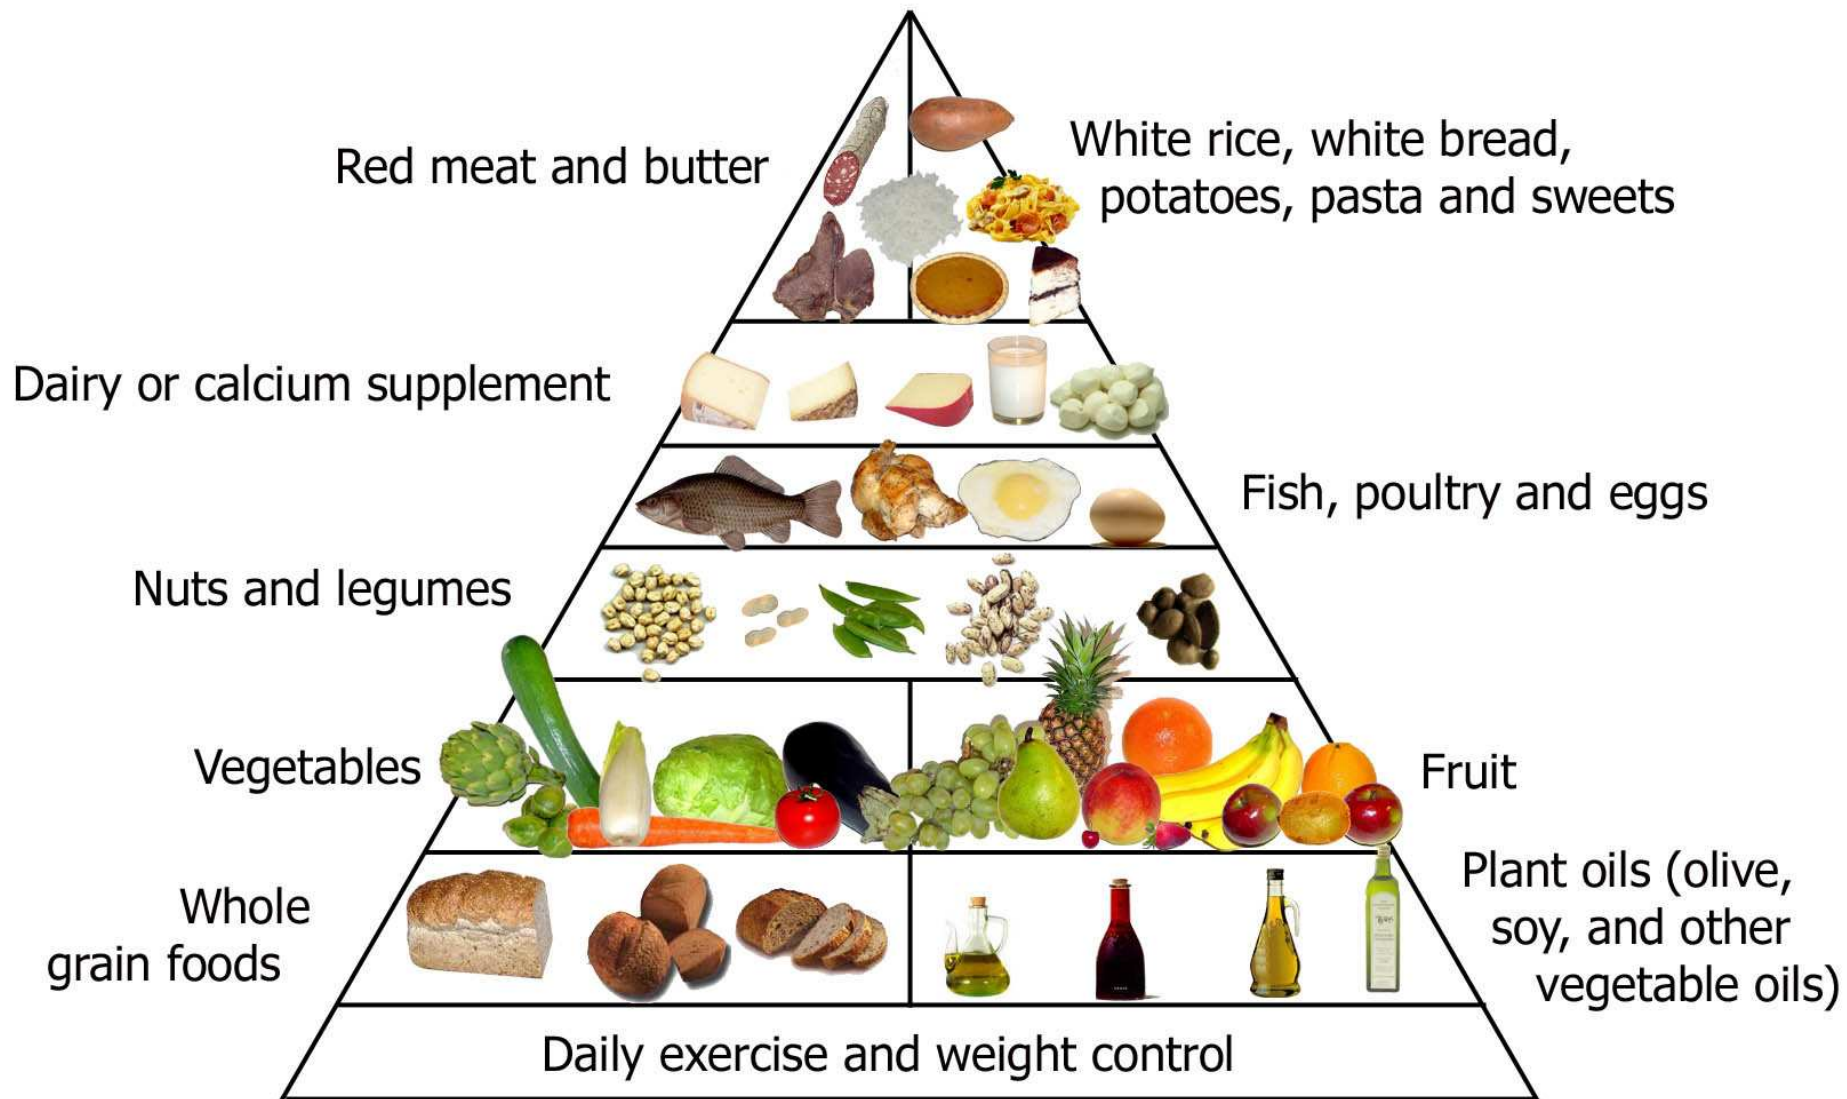 Red meat and butter
White rice, white bread,
potatoes, pasta and sweets
Dairy or calcium supplement
Fish, poultry and eggs
Nuts and legumes
Vegetables
Fruit
Whole
grain foods
Plant oils (olive,
soy, and other
vegetable oils)
Daily exercise and weight control